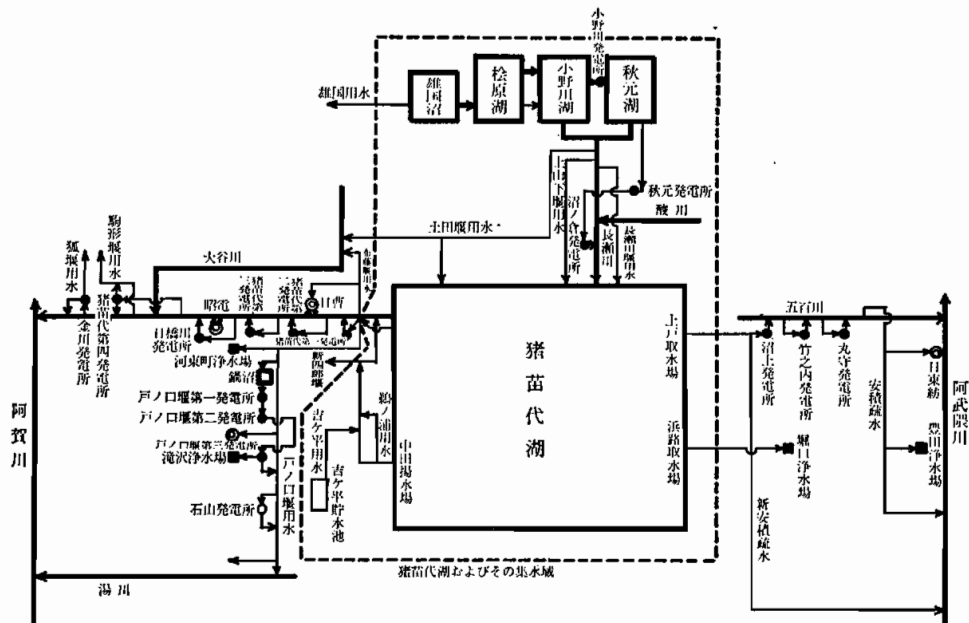 小野川発電所
雄国沼
桧原湖
小野川湖
秋元湖
雄国用水
土田堰用水
沼ノ倉発電所
秋元発電所
酸川
長瀬川
長瀬川堰用水
狐堰用水
駒形堰用水
大谷川
金川発電所
猪苗代第四発電所
日橋川発電所
昭電
猪苗代第三発電所
猪苗代第二発電所
日曹
猪苗代第一発電所
河東町浄水場
鍋沼
戸ノ口堰第一発電所
戸ノ口堰第二発電所
戸ノ口堰第三発電所
滝沢浄水場
石山発電所
戸ノ口堰用水
湯川
阿賀川
新四郎堰
吉ケ平用水
吉ケ平貯水池
鵜ノ浦用水
中田揚水場
猪苗代湖
上戸取水場
浜路取水場
猪苗代湖およびその集水域
五百川
沼上発電所
竹之内発電所
丸守発電所
安積疏水
日東紡
豊田浄水場
堀口浄水場
新安積疏水
阿武隈川